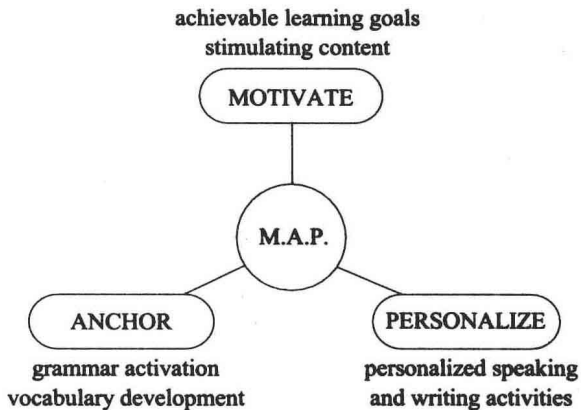 achievable learning goals
stimulating content
MOTIVATE
M.A.P.
ANCHOR
grammar activation
vocabulary development
PERSONALIZE
personalized speaking
and writing activities